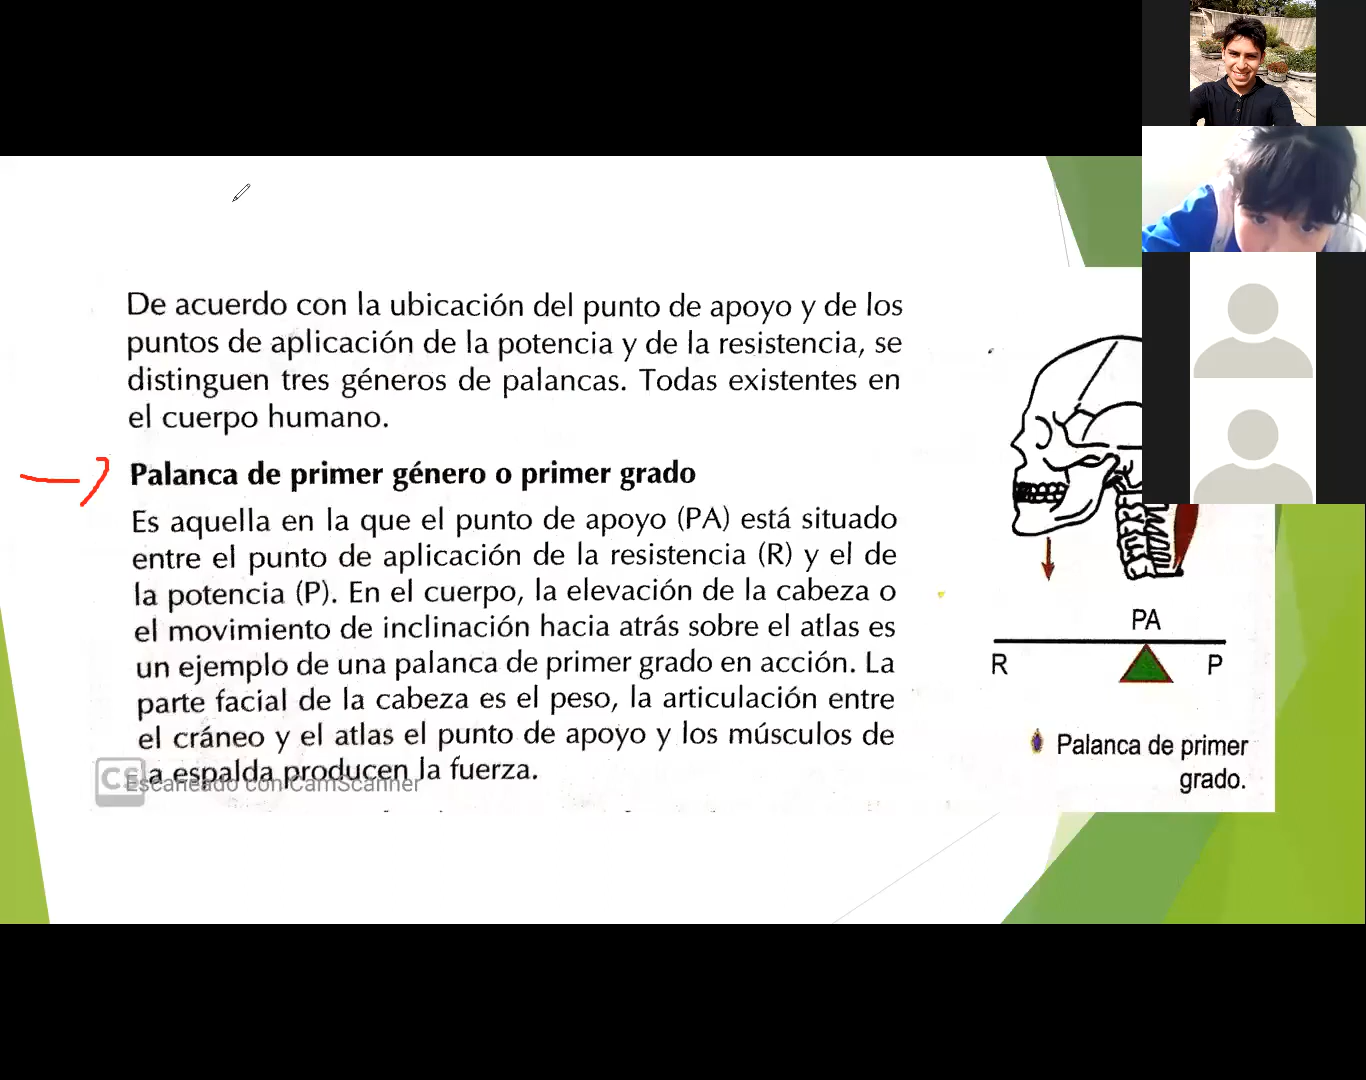 De acuerdo con la ubicación del punto de apoyo y de los
puntos de aplicación de la potencia y de la resistencia, se
distinguen tres géneros de palancas. Todas existentes en
el cuerpo humano.
Palanca de primer género o primer grado
Es aquella en la que el punto de apoyo (PA) está situado
entre el punto de aplicación de la resistencia (R) y el de
la potencia (P). En el cuerpo, la elevación de la cabeza o
el movimiento de inclinación hacia atrás sobre el atlas es
un ejemplo de una palanca de primer grado en acción. La
parte facial de la cabeza es el peso, la articulación entre
el cráneo y el atlas el punto de apoyo y los músculos de
a espalda producen la fuerza.
CS Escaneado con CamScanner
PA
R P
Palanca de primer
grado.